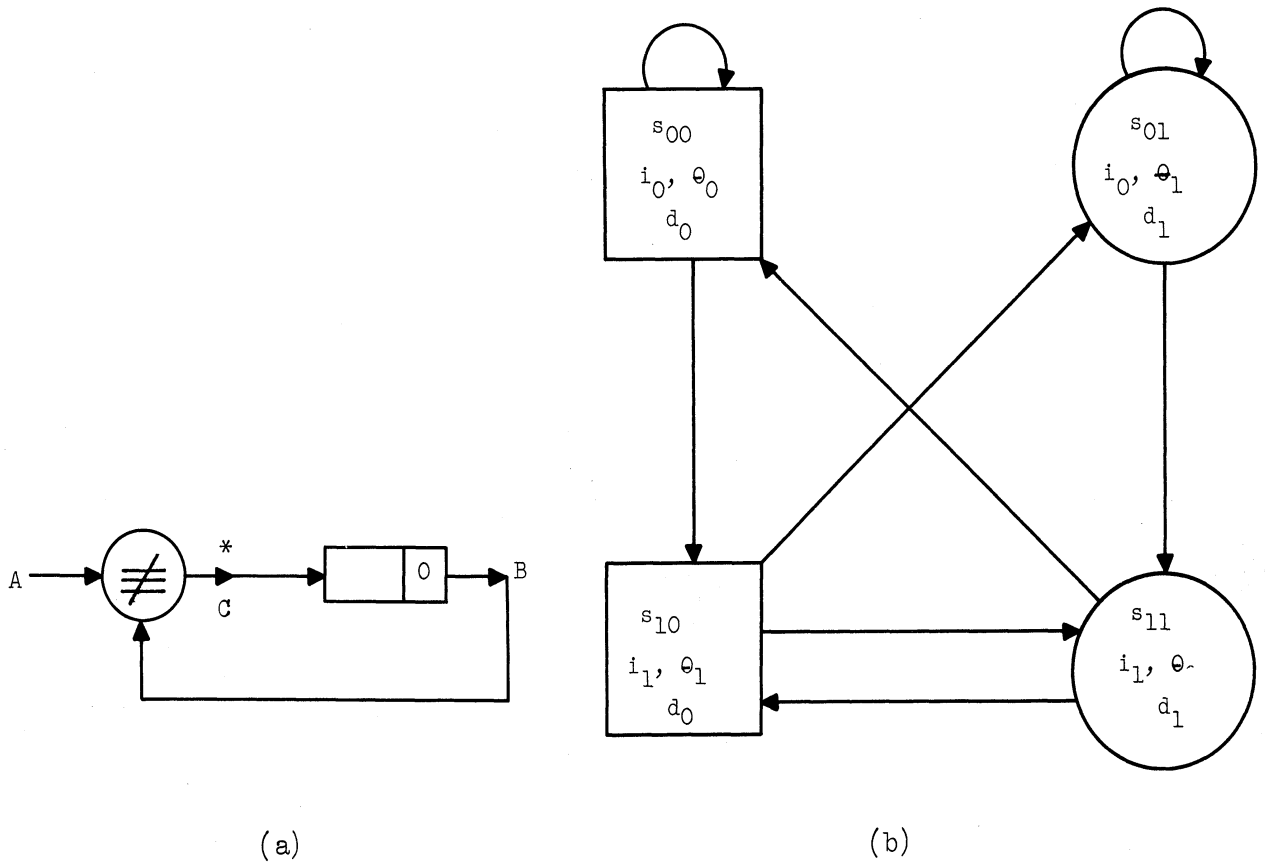 s00
i0, θ0
d0
s01
i0, θ1
d1
A
*
C
0
B
s10
i1, θ1
d0
s11
i1, θ
d1
(a)
(b)